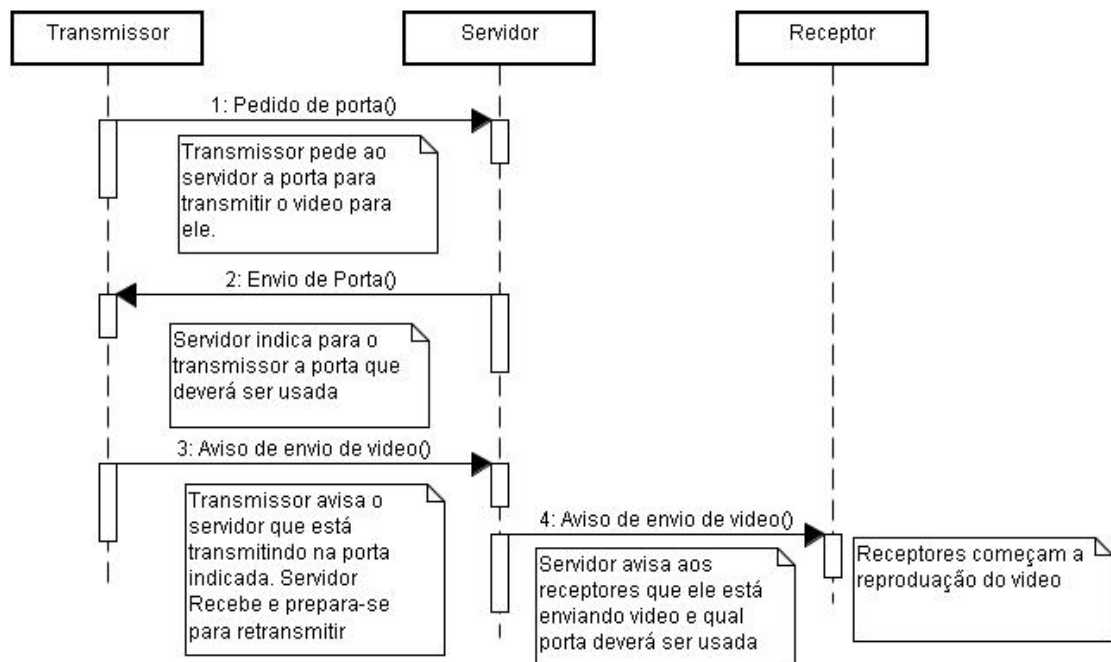 Transmissor
Servidor
Receptor
1: Pedido de porta()
Transmissor pede ao
servidor a porta para
transmitir o video para
ele.
2: Envio de Porta()
Servidor indica para o
transmissor a porta que
deverá ser usada
3: Aviso de envio de video()
Transmissor avisa o
servidor que está
transmitindo na porta
indicada. Servidor
Recebe e prepara-se
para retransmitir
4: Aviso de envio de video()
Servidor avisa aos
receptores que ele está
enviando video e qual
porta deverá ser usada
Receptores começam a
reproduação do video